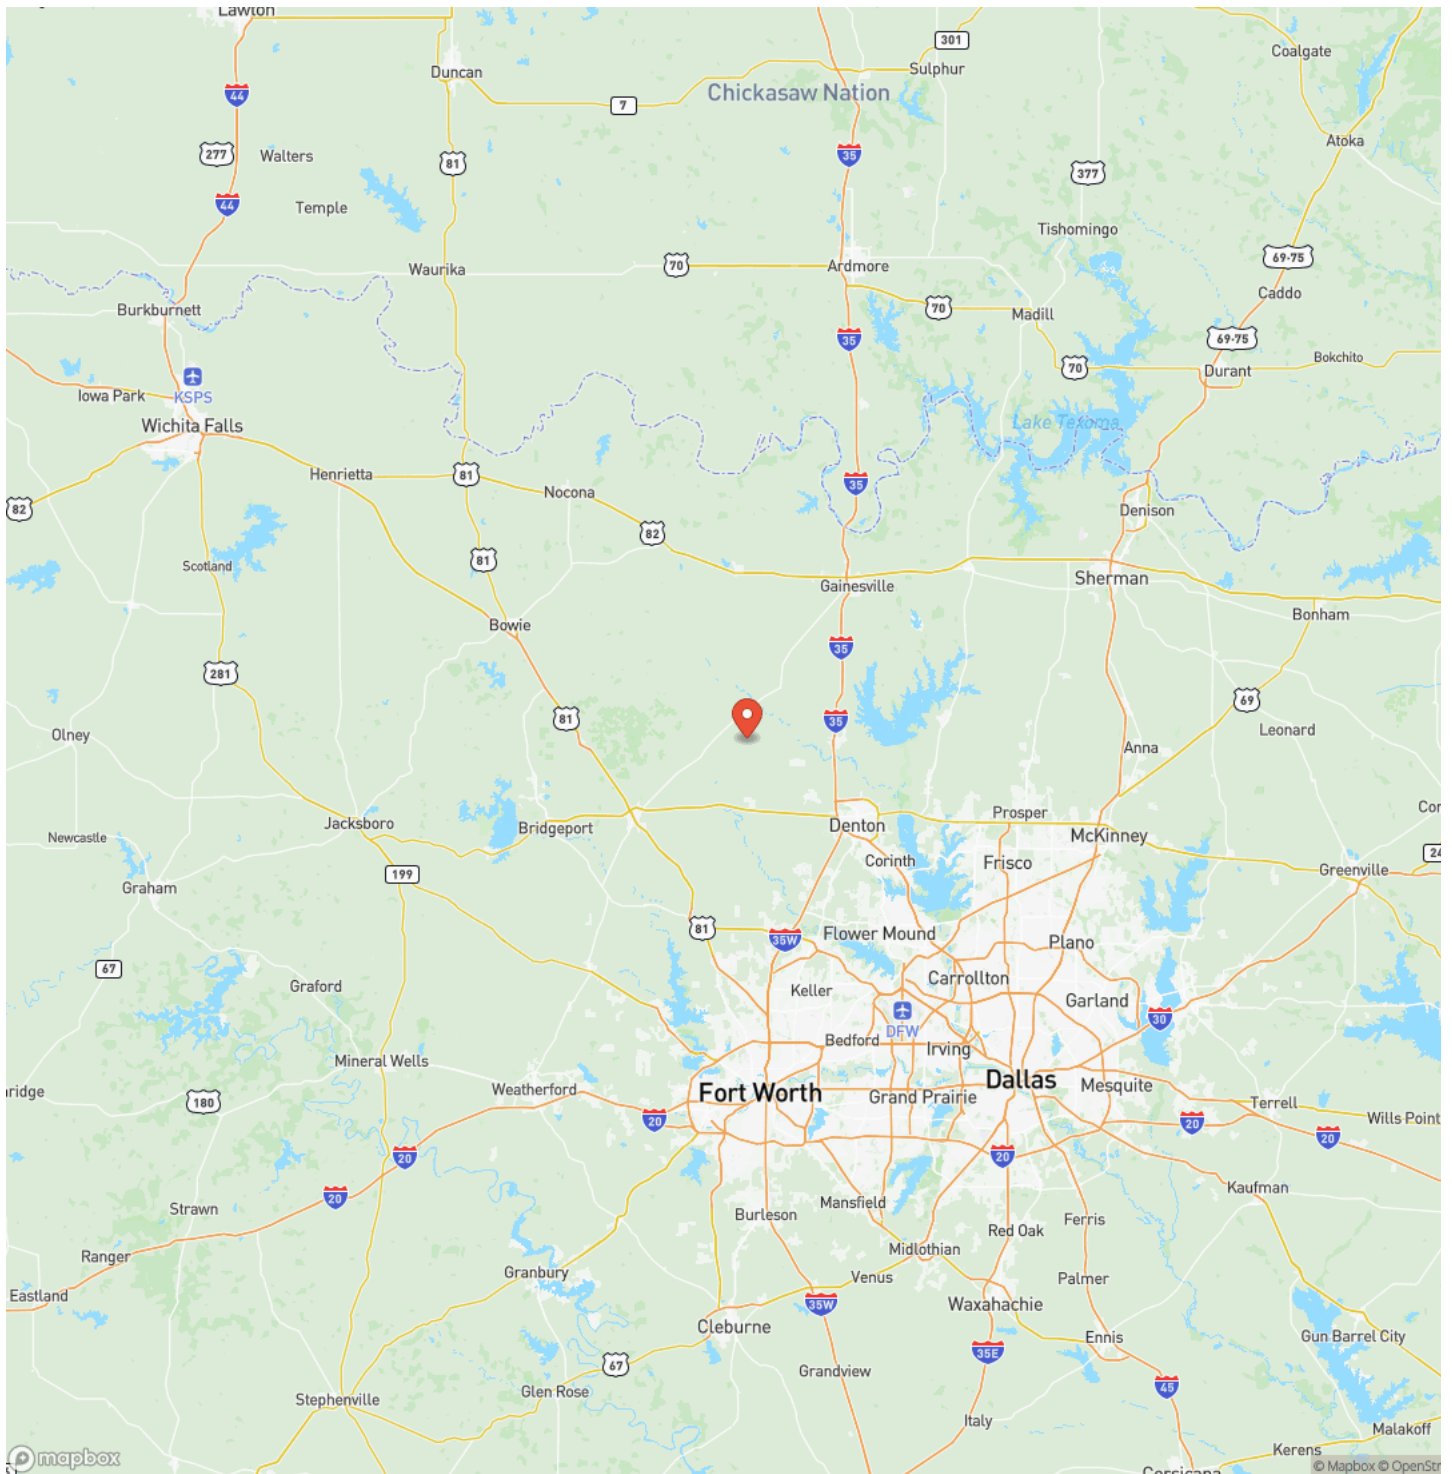 Lawton
301
Coalgate
Duncan
Sulphur
44
Chickasaw Nation
7
Atoka
277
Walters
81
35
377
44
Temple
Tishomingo
69-75
Waurika
70
Ardmore
Caddo
Burkburnett
70
Madill
35
69-75
Bokchito
KSPS
70
Durant
Iowa Park
Wichita Falls
Lake Texoma
Henrietta
81
35
Nocona
82
Denison
82
81
Scotland
Gainesville
Sherman
Bowie
Bonham
35
281
69
81
35
Olney
Leonard
Anna
Cor
Newcastle
Jacksboro
Bridgeport
Denton
Prosper
McKinney
24
199
Corinth
Frisco
Greenville
Graham
81
35W
Flower Mound
Plano
67
Graford
Keller
Carrollton
Garland
DFW
30
Bedford
Irving
Mineral Wells
Dallas
Weatherford
Fort Worth
Grand Prairie
Mesquite
ridge
180
20
Terrell
Wills Point
20
20
20
20
20
Kaufman
Strawn
Burleson
Mansfield
Red Oak
Ferris
Ranger
Midlothian
Granbury
Venus
Palmer
Eastland
35W
Waxahachie
Cleburne
Ennis
Gun Barrel City
67
Grandview
35E
Stephenville
Glen Rose
45
Italy
Malakoff
Kerens
mapbox
© Mapbox © OpenStr
Corsicana